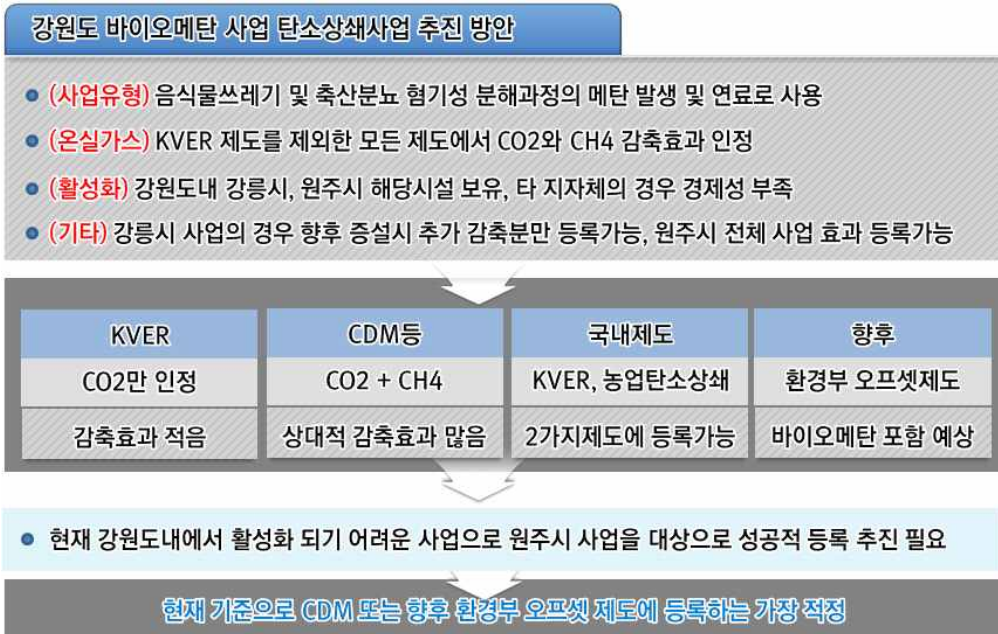 강원도 바이오메탄 사업 탄소상쇄사업 추진 방안
(사업유형) 음식물쓰레기 및 축산분뇨 혐기성 분해과정의 메탄 발생 및 연료로 사용
(온실가스) KVER 제도를 제외한 모든 제도에서 CO2와 CH4 감축효과 인정
(활성화) 강원도내 강릉시, 원주시 해당시설 보유, 타 지자체의 경우 경제성 부족
(기타) 강릉시 사업의 경우 향후 증설시 추가 감축분만 등록가능, 원주시 전체 사업 효과 등록가능
KVER CDM등 국내제도 향후
CO2만 인정 CO2 + CH4 KVER, 농업탄소상쇄 환경부 오프셋제도
감축효과 적음 상대적 감축효과 많음 2가지제도에 등록가능 바이오메탄 포함 예상
현재 강원도내에서 활성화 되기 어려운 사업으로 원주시 사업을 대상으로 성공적 등록 추진 필요
현재 기준으로 CDM 또는 향후 환경부 오프셋 제도에 등록하는 가장 적정